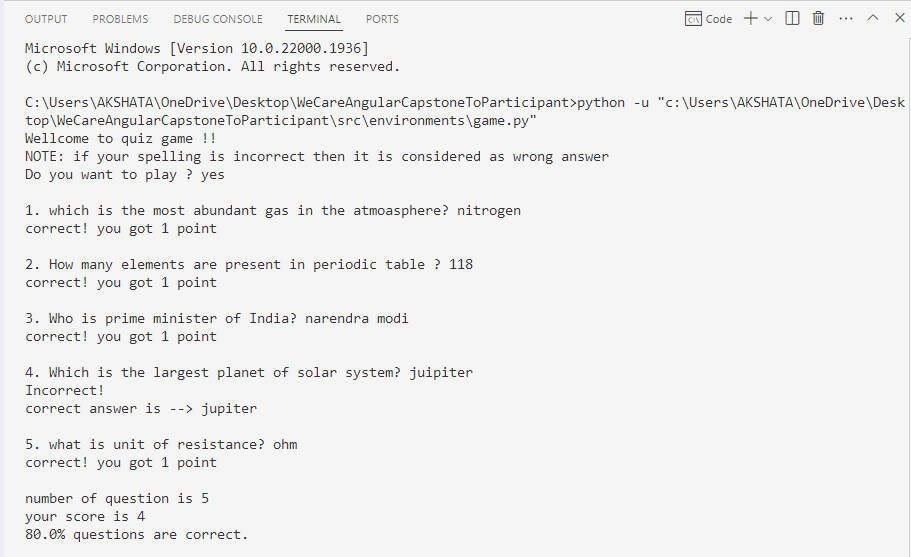 OUTPUT PROBLEMS DEBUG CONSOLE TERMINAL PORTS Code
Microsoft Windows [Version 10.0.22000.1936]
(c) Microsoft Corporation. All rights reserved.
C:\Users\AKSHATA\OneDrive\Desktop\WeCareAngularCapstoneToParticipant>python -u "c:\Users\AKSHATA\OneDrive\Desk
top\WeCareAngularCapstoneToParticipant\src\environments\game.py"
Wellcome to quiz game !!
NOTE: if your spelling is incorrect then it is considered as wrong answer
Do you want to play ? yes
1. which is the most abundant gas in the atmoasphere? nitrogen
correct! you got 1 point
2. How many elements are present in periodic table ? 118
correct! you got 1 point
3. Who is prime minister of India? narendra modi
correct! you got 1 point
4. Which is the largest planet of solar system? juipiter
Incorrect!
correct answer is --> jupiter
5. what is unit of resistance? ohm
correct! you got 1 point
number of question is 5
your score is 4
80.0% questions are correct.